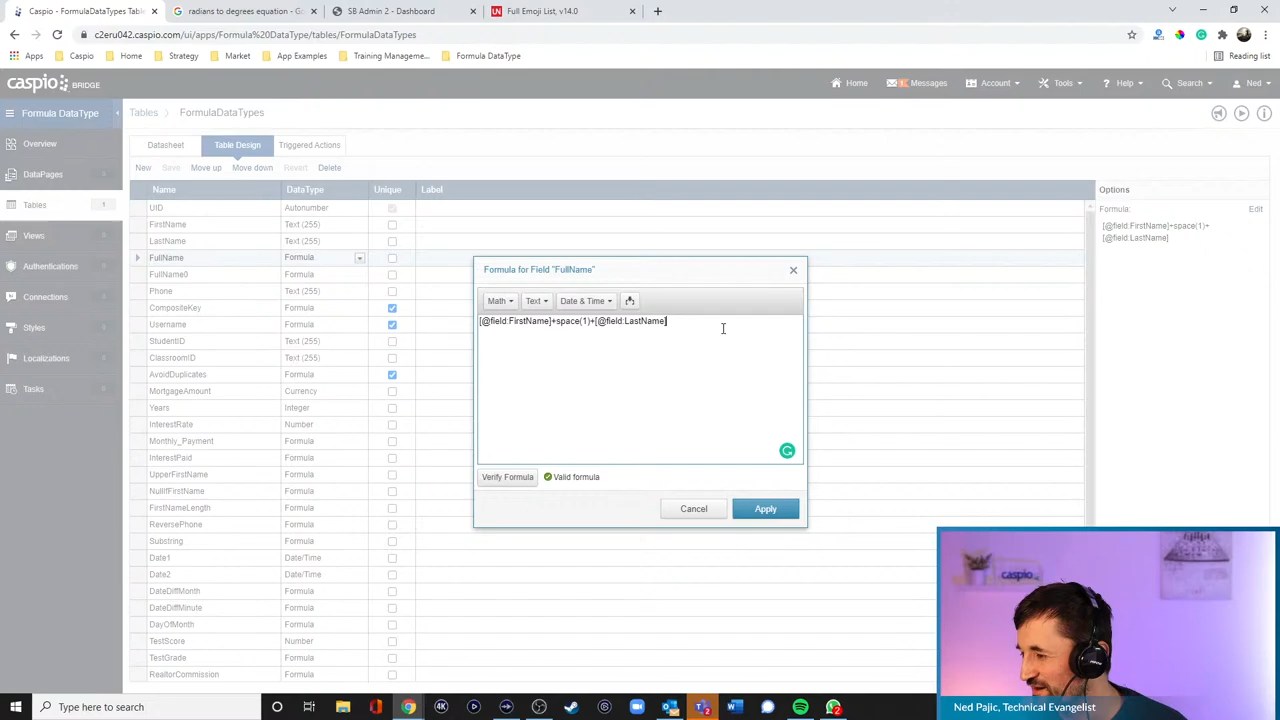 Caspio - FormulaDataTypes Tabl
radians to degrees equation - Go
SB Admin 2 - Dashboard
UN
Full Emoji List, v14.0
c2eru042.caspio.com/ui/apps/Formula%20DataType/tables/FormulaDataTypes
Apps
Caspio
Home
Strategy
Market
App Examples
Training Manageme...
Formula DataType
Reading list
caspio BRIDGE
Home
Messages
Account
Tools
? Help
Search
Ned
Formula DataType
Tables
FormulaDataTypes
Overview
DataPages
Tables 1
Views
Authentications
Connections
Styles
Localizations
Tasks
Datasheet
Table Design
Triggered Actions
New
Save
Move up
Move down
Revert
Delete
Name DataType Unique Label
UID Autonumber
FirstName Text (255)
LastName Text (255)
FullName Formula
FullName0 Formula
Phone Formula
CompositeKey Formula
Username Formula
StudentID Text (255)
ClassroomID Text (255)
AvoidDuplicates Formula
MortgageAmount Currency
Years Integer
InterestRate Number
Monthly_Payment Formula
InterestPaid Formula
UpperFirstName Formula
NullIfFirstName Formula
FirstNameLength Formula
ReversePhone Formula
Substring Formula
Date1 Date/Time
Date2 Date/Time
DateDiffMonth Formula
DateDiffMinute Formula
DayOfMonth Formula
TestScore Number
TestGrade Formula
RealtorCommission Formula
Formula for Field "FullName"
Math
Text
Date & Time
[@field:FirstName]+space(1)+[@field:LastName]
Verify Formula
Valid formula
Cancel
Apply
Options
Formula:
Edit
[@field:FirstName]+space(1)+
[@field:LastName]
caspio
Ned Pajic, Technical Evangelist
Type here to search
4K